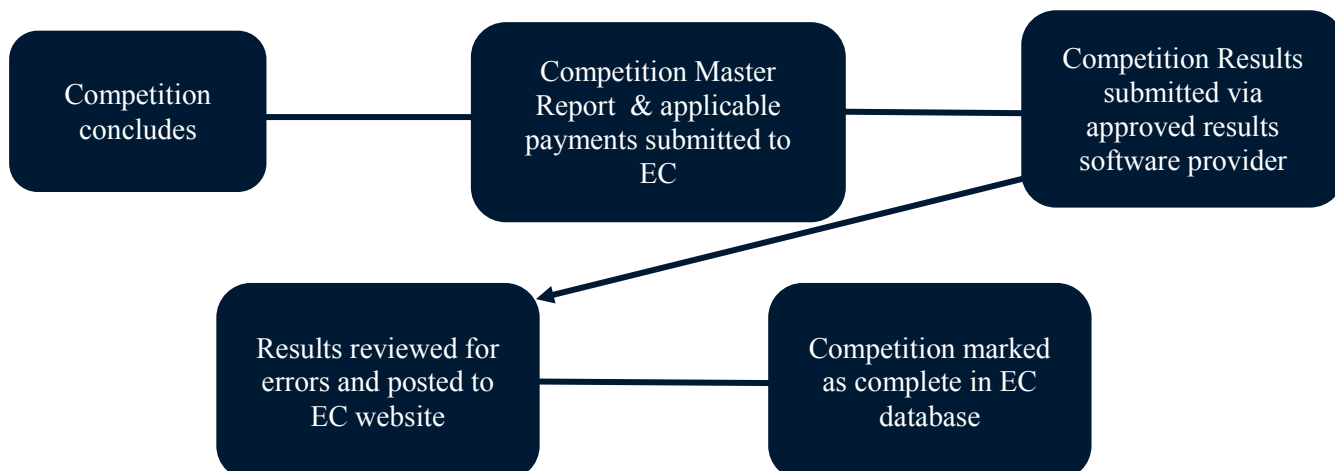 Competition
concludes
Competition Master
Report & applicable
payments submitted to
EC
Competition Results
submitted via
approved results
software provider
Results reviewed for
errors and posted to
EC website
Competition marked
as complete in EC
database